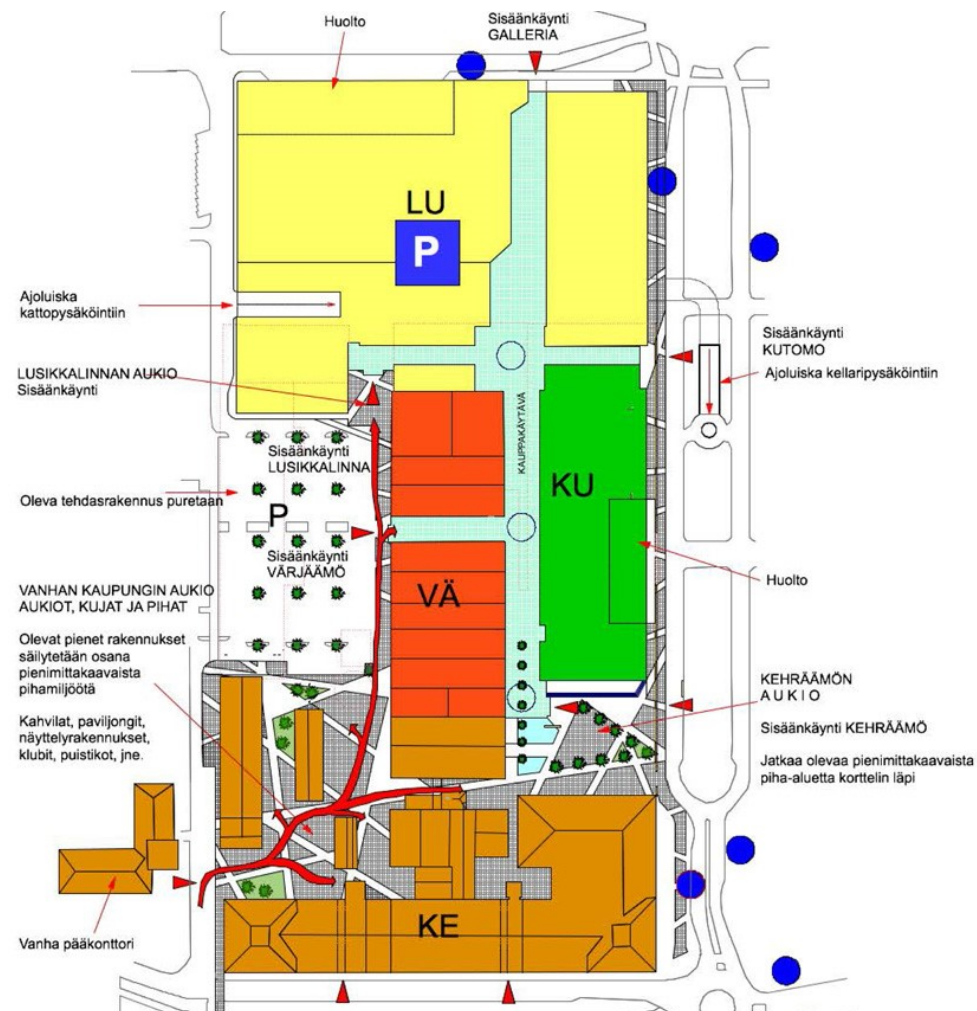 Huolto
Sisäänkäynti
GALLERIA
LU
P
Ajoluiska
kattopysäköintiin
Sisäänkäynti
KUTOMO
Ajoluiska kellaripysäköintiin
LUSIKKALINNAN AUKIO
Sisäänkäynti
KAUPPAKÄYTÄVÄ
Sisäänkäynti
LUSIKKALINNA
KU
Oleva tehdasrakennus puretaan
P
Sisäänkäynti
VÄRJÄÄMÖ
Huolto
VÄ
VANHAN KAUPUNGIN AUKIO
AUKIOT, KUJAT JA PIHAT
Olevat pienet rakennukset
säilytetään osana
pienimittakaavaista
pihamiljöötä
Kahvilat, paviljongit,
näyttelyrakennukset,
klubit, puistikot, jne.
KEHRÄÄMÖN
A U K I O
Sisäänkäynti KEHRÄÄMÖ
Jatkaa olevaa pienimittakaavaista
piha-aluetta korttelin läpi
KE
Vanha pääkonttori